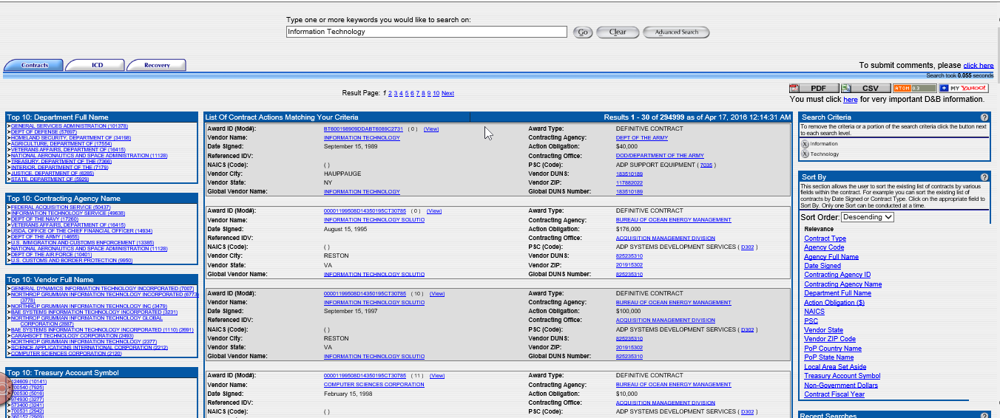 Type one or more keywords you would like to search on:
Information Technology
Go Clear Advanced Search
Contracts ICD Recovery
To submit comments, please click here
Search took 0.055 seconds
Result Page: 1 2 3 4 5 6 7 8 9 10 Next
PDF CSV ATOM 0.3 + MY YAHOO!
You must click here for very important D&B information.
Top 10: Department Full Name
GENERAL SERVICES ADMINISTRATION (101378)
DEPT OF DEFENSE (57697)
HOMELAND SECURITY, DEPARTMENT OF (34198)
AGRICULTURE, DEPARTMENT OF (17554)
VETERANS AFFAIRS, DEPARTMENT OF (16415)
NATIONAL AERONAUTICS AND SPACE ADMINISTRATION (11128)
TREASURY, DEPARTMENT OF THE (7366)
INTERIOR, DEPARTMENT OF THE (7179)
JUSTICE, DEPARTMENT OF (6285)
STATE, DEPARTMENT OF (5929)
Top 10: Contracting Agency Name
FEDERAL ACQUISITION SERVICE (50437)
INFORMATION TECHNOLOGY SERVICE (49638)
DEPT OF THE NAVY (17260)
VETERANS AFFAIRS, DEPARTMENT OF (16415)
USDA, OFFICE OF THE CHIEF FINANCIAL OFFICER (14934)
DEPT OF THE ARMY (14655)
U.S. IMMIGRATION AND CUSTOMS ENFORCEMENT (13385)
NATIONAL AERONAUTICS AND SPACE ADMINISTRATION (11128)
DEPT OF THE AIR FORCE (10401)
U.S. CUSTOMS AND BORDER PROTECTION (9950)
Top 10: Vendor Full Name
GENERAL DYNAMICS INFORMATION TECHNOLOGY INCORPORATED (7007)
NORTHROP GRUMMAN INFORMATION TECHNOLOGY INCORPORATED (6773)
(3778)
NORTHROP GRUMMAN INFORMATION TECHNOLOGY INC (3479)
BAE SYSTEMS INFORMATION TECHNOLOGY INCORPORATED (3231)
NORTHROP GRUMMAN INFORMATION TECHNOLOGY GLOBAL
CORPORATION (2887)
BAE SYSTEMS INFORMATION TECHNOLOGY INCORPORATED (1110) (2691)
CARAHSOFT TECHNOLOGY CORPORATION (2493)
NORTHROP GRUMMAN INFORMATION TECHNOLOGY (2377)
SCIENCE APPLICATIONS INTERNATIONAL CORPORATION (2212)
COMPUTER SCIENCES CORPORATION (2120)
Top 10: Treasury Account Symbol
124609 (10141)
700540 (7925)
700530 (5016)
974930 (3277)
573400 (3241)
700531 (2942)
360152 (2909)
List Of Contract Actions Matching Your Criteria Results 1 - 30 of 294999 as of Apr 17, 2016 12:14:31 AM
Award ID (Mod#): BT600198909DDABT6089C2731 ( 0 ) (View) Award Type: DEFINITIVE CONTRACT
Vendor Name: INFORMATION TECHNOLOGY Contracting Agency: DEPT OF THE ARMY
Date Signed: September 15, 1989 Action Obligation: $40,000
Referenced IDV: Contracting Office: DOD/DEPARTMENT OF THE ARMY
NAICS (Code): ( ) PSC (Code): ADP SUPPORT EQUIPMENT ( 7035 )
Vendor City: HAUPPAUGE Vendor DUNS: 183510189
Vendor State: NY Vendor ZIP: 117882022
Global Vendor Name: INFORMATION TECHNOLOGY Global DUNS Number: 183510189
Award ID (Mod#): 00001199508D14350195CT30785 ( 0 ) (View) Award Type: DEFINITIVE CONTRACT
Vendor Name: INFORMATION TECHNOLOGY SOLUTIO Contracting Agency: BUREAU OF OCEAN ENERGY MANAGEMENT
Date Signed: August 15, 1995 Action Obligation: $176,000
Referenced IDV: Contracting Office: ACQUISITION MANAGEMENT DIVISION
NAICS (Code): ( ) PSC (Code): ADP SYSTEMS DEVELOPMENT SERVICES ( D302 )
Vendor City: RESTON Vendor DUNS: 825235310
Vendor State: VA Vendor ZIP: 201915302
Global Vendor Name: INFORMATION TECHNOLOGY SOLUTIO Global DUNS Number: 825235310
Award ID (Mod#): 00001199508D14350195CT30785 ( 10 ) (View) Award Type: DEFINITIVE CONTRACT
Vendor Name: INFORMATION TECHNOLOGY SOLUTIO Contracting Agency: BUREAU OF OCEAN ENERGY MANAGEMENT
Date Signed: September 15, 1997 Action Obligation: $100,000
Referenced IDV: Contracting Office: ACQUISITION MANAGEMENT DIVISION
NAICS (Code): ( ) PSC (Code): ADP SYSTEMS DEVELOPMENT SERVICES ( D302 )
Vendor City: RESTON Vendor DUNS: 825235310
Vendor State: VA Vendor ZIP: 201915302
Global Vendor Name: INFORMATION TECHNOLOGY SOLUTIO Global DUNS Number: 825235310
Award ID (Mod#): 00001199508D14350195CT30785 ( 11 ) (View) Award Type: DEFINITIVE CONTRACT
Vendor Name: COMPUTER SCIENCES CORPORATION Contracting Agency: BUREAU OF OCEAN ENERGY MANAGEMENT
Date Signed: February 15, 1998 Action Obligation: $10,000
Referenced IDV: Contracting Office: ACQUISITION MANAGEMENT DIVISION
NAICS (Code): ( ) PSC (Code): ADP SYSTEMS DEVELOPMENT SERVICES ( D302 )
Search Criteria ?
To remove the criteria or a portion of the search criteria click the button next
to each search level.
Information
Technology
Sort By ?
This section allows the user to sort the existing list of contracts by various
fields within the contract. For example you can sort the existing list of
contracts by Date Signed or Contract Type. Click on the appropriate field to
Sort By. Only one Sort can be conducted at a time.
Sort Order: Descending
Relevance
Contract Type
Agency Code
Agency Full Name
Date Signed
Contracting Agency ID
Contracting Agency Name
Department Full Name
Action Obligation ($)
NAICS
PSC
Vendor State
Vendor ZIP Code
PoP Country Name
PoP State Name
Local Area Set Aside
Treasury Account Symbol
Non-Government Dollars
Contract Fiscal Year
Recent Searches ?